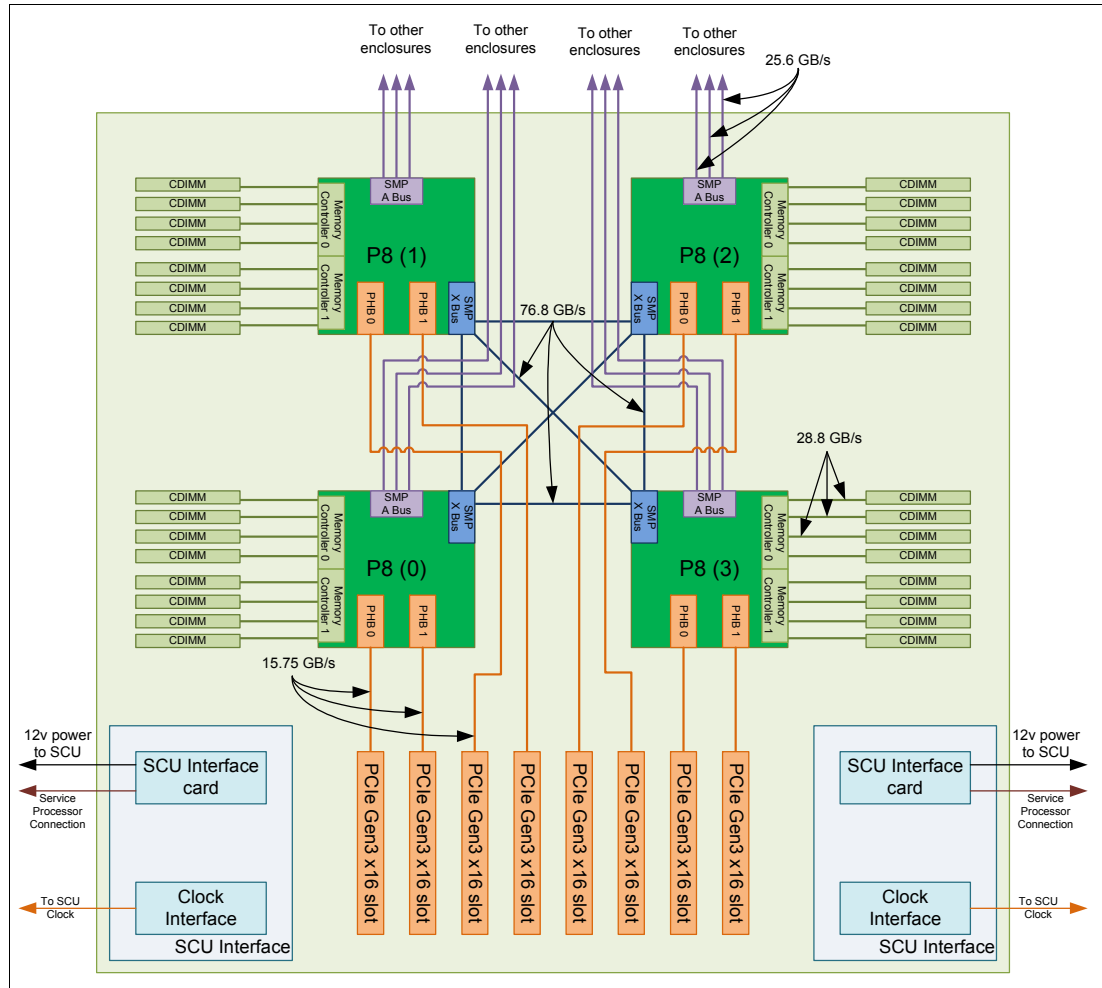 To other
enclosures
To other
enclosures
To other
enclosures
To other
enclosures
25.6 GB/s
CDIMM
CDIMM
CDIMM
CDIMM
CDIMM
CDIMM
CDIMM
CDIMM
Memory
Controller 0
Memory
Controller 1
SMP
A Bus
P8 (1)
PHB 0
PHB 1
SMP
X Bus
76.8 GB/s
SMP
A Bus
P8 (2)
SMP
X Bus
PHB 0
PHB 1
Memory
Controller 0
Memory
Controller 1
CDIMM
CDIMM
CDIMM
CDIMM
CDIMM
CDIMM
CDIMM
CDIMM
28.8 GB/s
CDIMM
CDIMM
CDIMM
CDIMM
CDIMM
CDIMM
CDIMM
CDIMM
Memory
Controller 0
Memory
Controller 1
SMP
A Bus
SMP
X Bus
P8 (0)
PHB 0
PHB 1
SMP
X Bus
SMP
A Bus
P8 (3)
PHB 0
PHB 1
Memory
Controller 0
Memory
Controller 1
CDIMM
CDIMM
CDIMM
CDIMM
CDIMM
CDIMM
CDIMM
CDIMM
15.75 GB/s
12v power
to SCU
Service
Processor
Connection
To SCU
Clock
SCU Interface
card
Clock
Interface
SCU Interface
PCIe Gen3 x16 slot
PCIe Gen3 x16 slot
PCIe Gen3 x16 slot
PCIe Gen3 x16 slot
PCIe Gen3 x16 slot
PCIe Gen3 x16 slot
PCIe Gen3 x16 slot
PCIe Gen3 x16 slot
SCU Interface
card
Clock
Interface
SCU Interface
12v power
to SCU
Service
Processor
Connection
To SCU
Clock